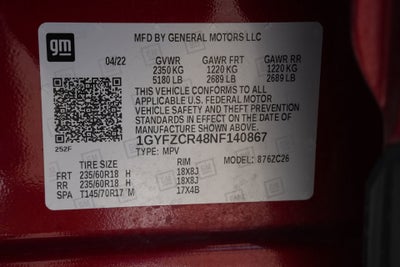 gm
MFD BY GENERAL MOTORS LLC
04/22 GVWR GAWR FRT GAWR RR
2350 KG 1220 KG 1220 KG
5180 LB 2689 LB 2689 LB
THIS VEHICLE CONFORMS TO ALL
APPLICABLE U.S. FEDERAL MOTOR
VEHICLE SAFETY AND THEFT PREVENTION
STANDARDS IN EFFECT ON THE DATE OF
MANUFACTURE SHOWN ABOVE.
252F 1GYFZCR48NF140867
TYPE: MPV MODEL: 876ZC26
TIRE SIZE RIM
FRT 235/60R18 H 18X8J
RR 235/60R18 H 18X8J
SPA T145/70R17 M 17X4B